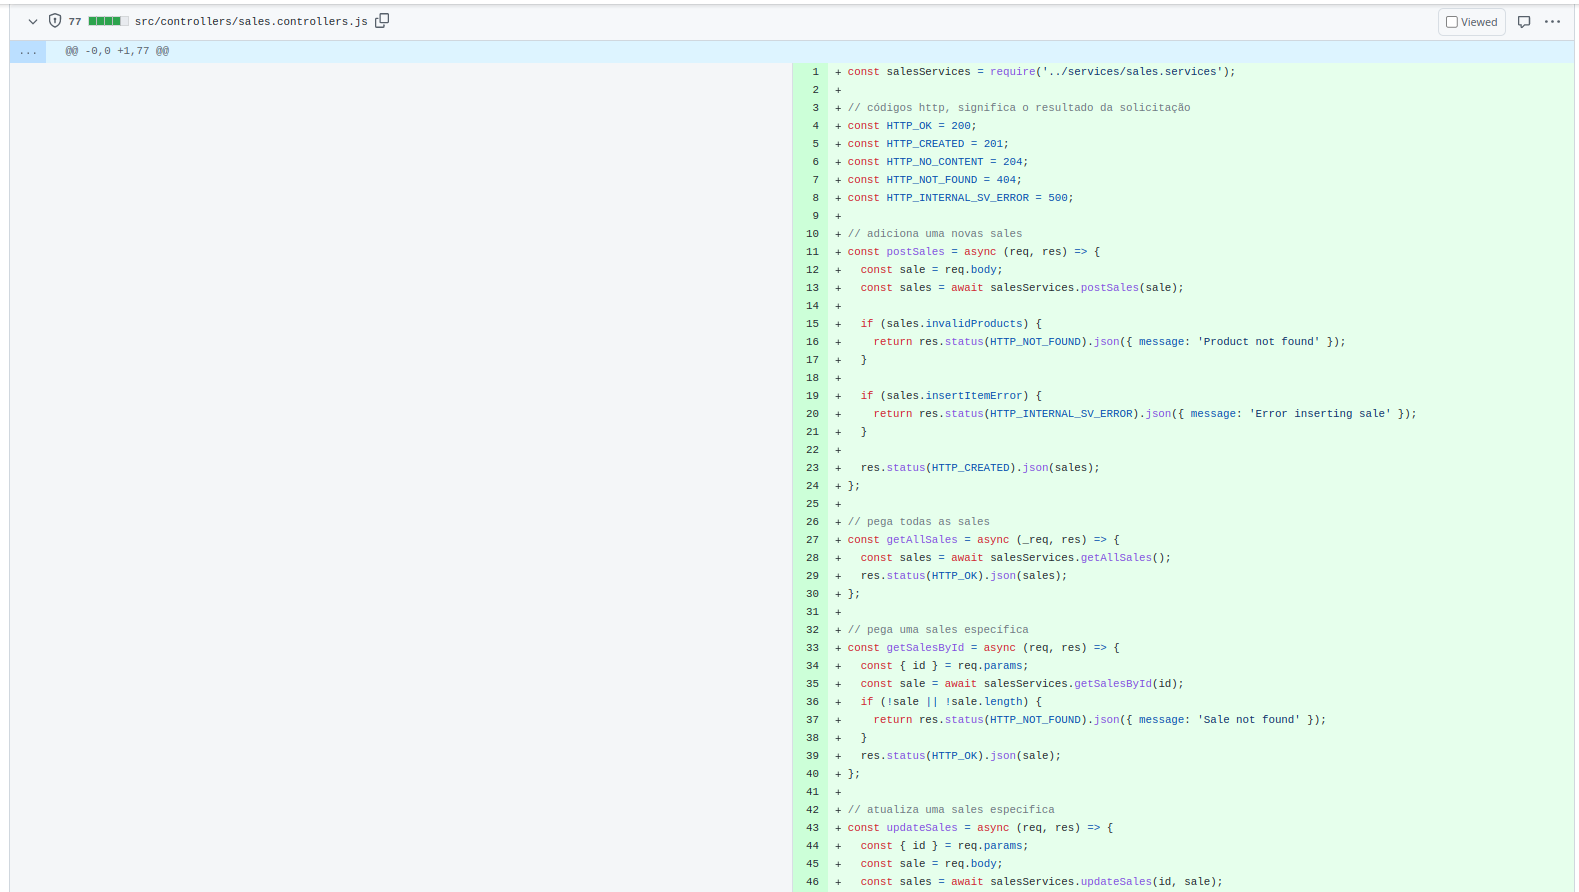 77 src/controllers/sales.controllers.js Viewed
... @@ -0,0 +1,77 @@
1 + const salesServices = require('../services/sales.services');
2 +
3 + // códigos http, significa o resultado da solicitação
4 + const HTTP_OK = 200;
5 + const HTTP_CREATED = 201;
6 + const HTTP_NO_CONTENT = 204;
7 + const HTTP_NOT_FOUND = 404;
8 + const HTTP_INTERNAL_SV_ERROR = 500;
9 +
10 + // adiciona uma novas sales
11 + const postSales = async (req, res) => {
12 +   const sale = req.body;
13 +   const sales = await salesServices.postSales(sale);
14 +
15 +   if (sales.invalidProducts) {
16 +     return res.status(HTTP_NOT_FOUND).json({ message: 'Product not found' });
17 +   }
18 +
19 +   if (sales.insertItemError) {
20 +     return res.status(HTTP_INTERNAL_SV_ERROR).json({ message: 'Error inserting sale' });
21 +   }
22 +
23 +   res.status(HTTP_CREATED).json(sales);
24 + };
25 +
26 + // pega todas as sales
27 + const getAllSales = async (_req, res) => {
28 +   const sales = await salesServices.getAllSales();
29 +   res.status(HTTP_OK).json(sales);
30 + };
31 +
32 + // pega uma sales específica
33 + const getSalesById = async (req, res) => {
34 +   const { id } = req.params;
35 +   const sale = await salesServices.getSalesById(id);
36 +   if (!sale || !sale.length) {
37 +     return res.status(HTTP_NOT_FOUND).json({ message: 'Sale not found' });
38 +   }
39 +   res.status(HTTP_OK).json(sale);
40 + };
41 +
42 + // atualiza uma sales especifica
43 + const updateSales = async (req, res) => {
44 +   const { id } = req.params;
45 +   const sale = req.body;
46 +   const sales = await salesServices.updateSales(id, sale);